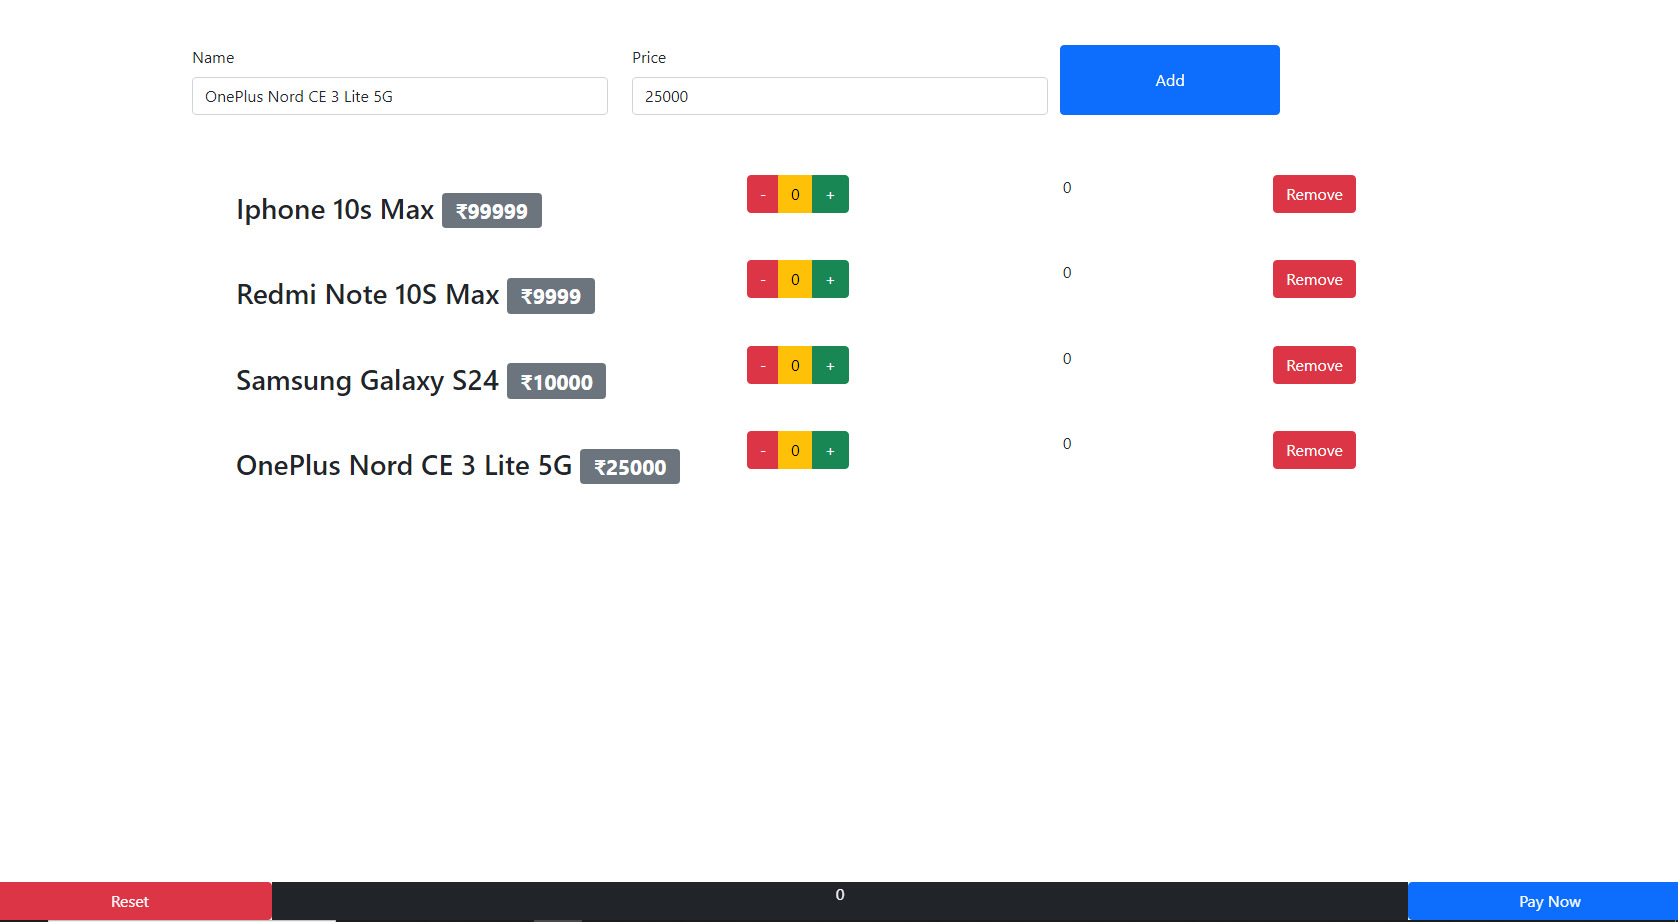 Name Price
OnePlus Nord CE 3 Lite 5G 25000 Add
Iphone 10s Max ₹99999 - 0 + 0 Remove
Redmi Note 10S Max ₹9999 - 0 + 0 Remove
Samsung Galaxy S24 ₹10000 - 0 + 0 Remove
OnePlus Nord CE 3 Lite 5G ₹25000 - 0 + 0 Remove
Reset 0 Pay Now